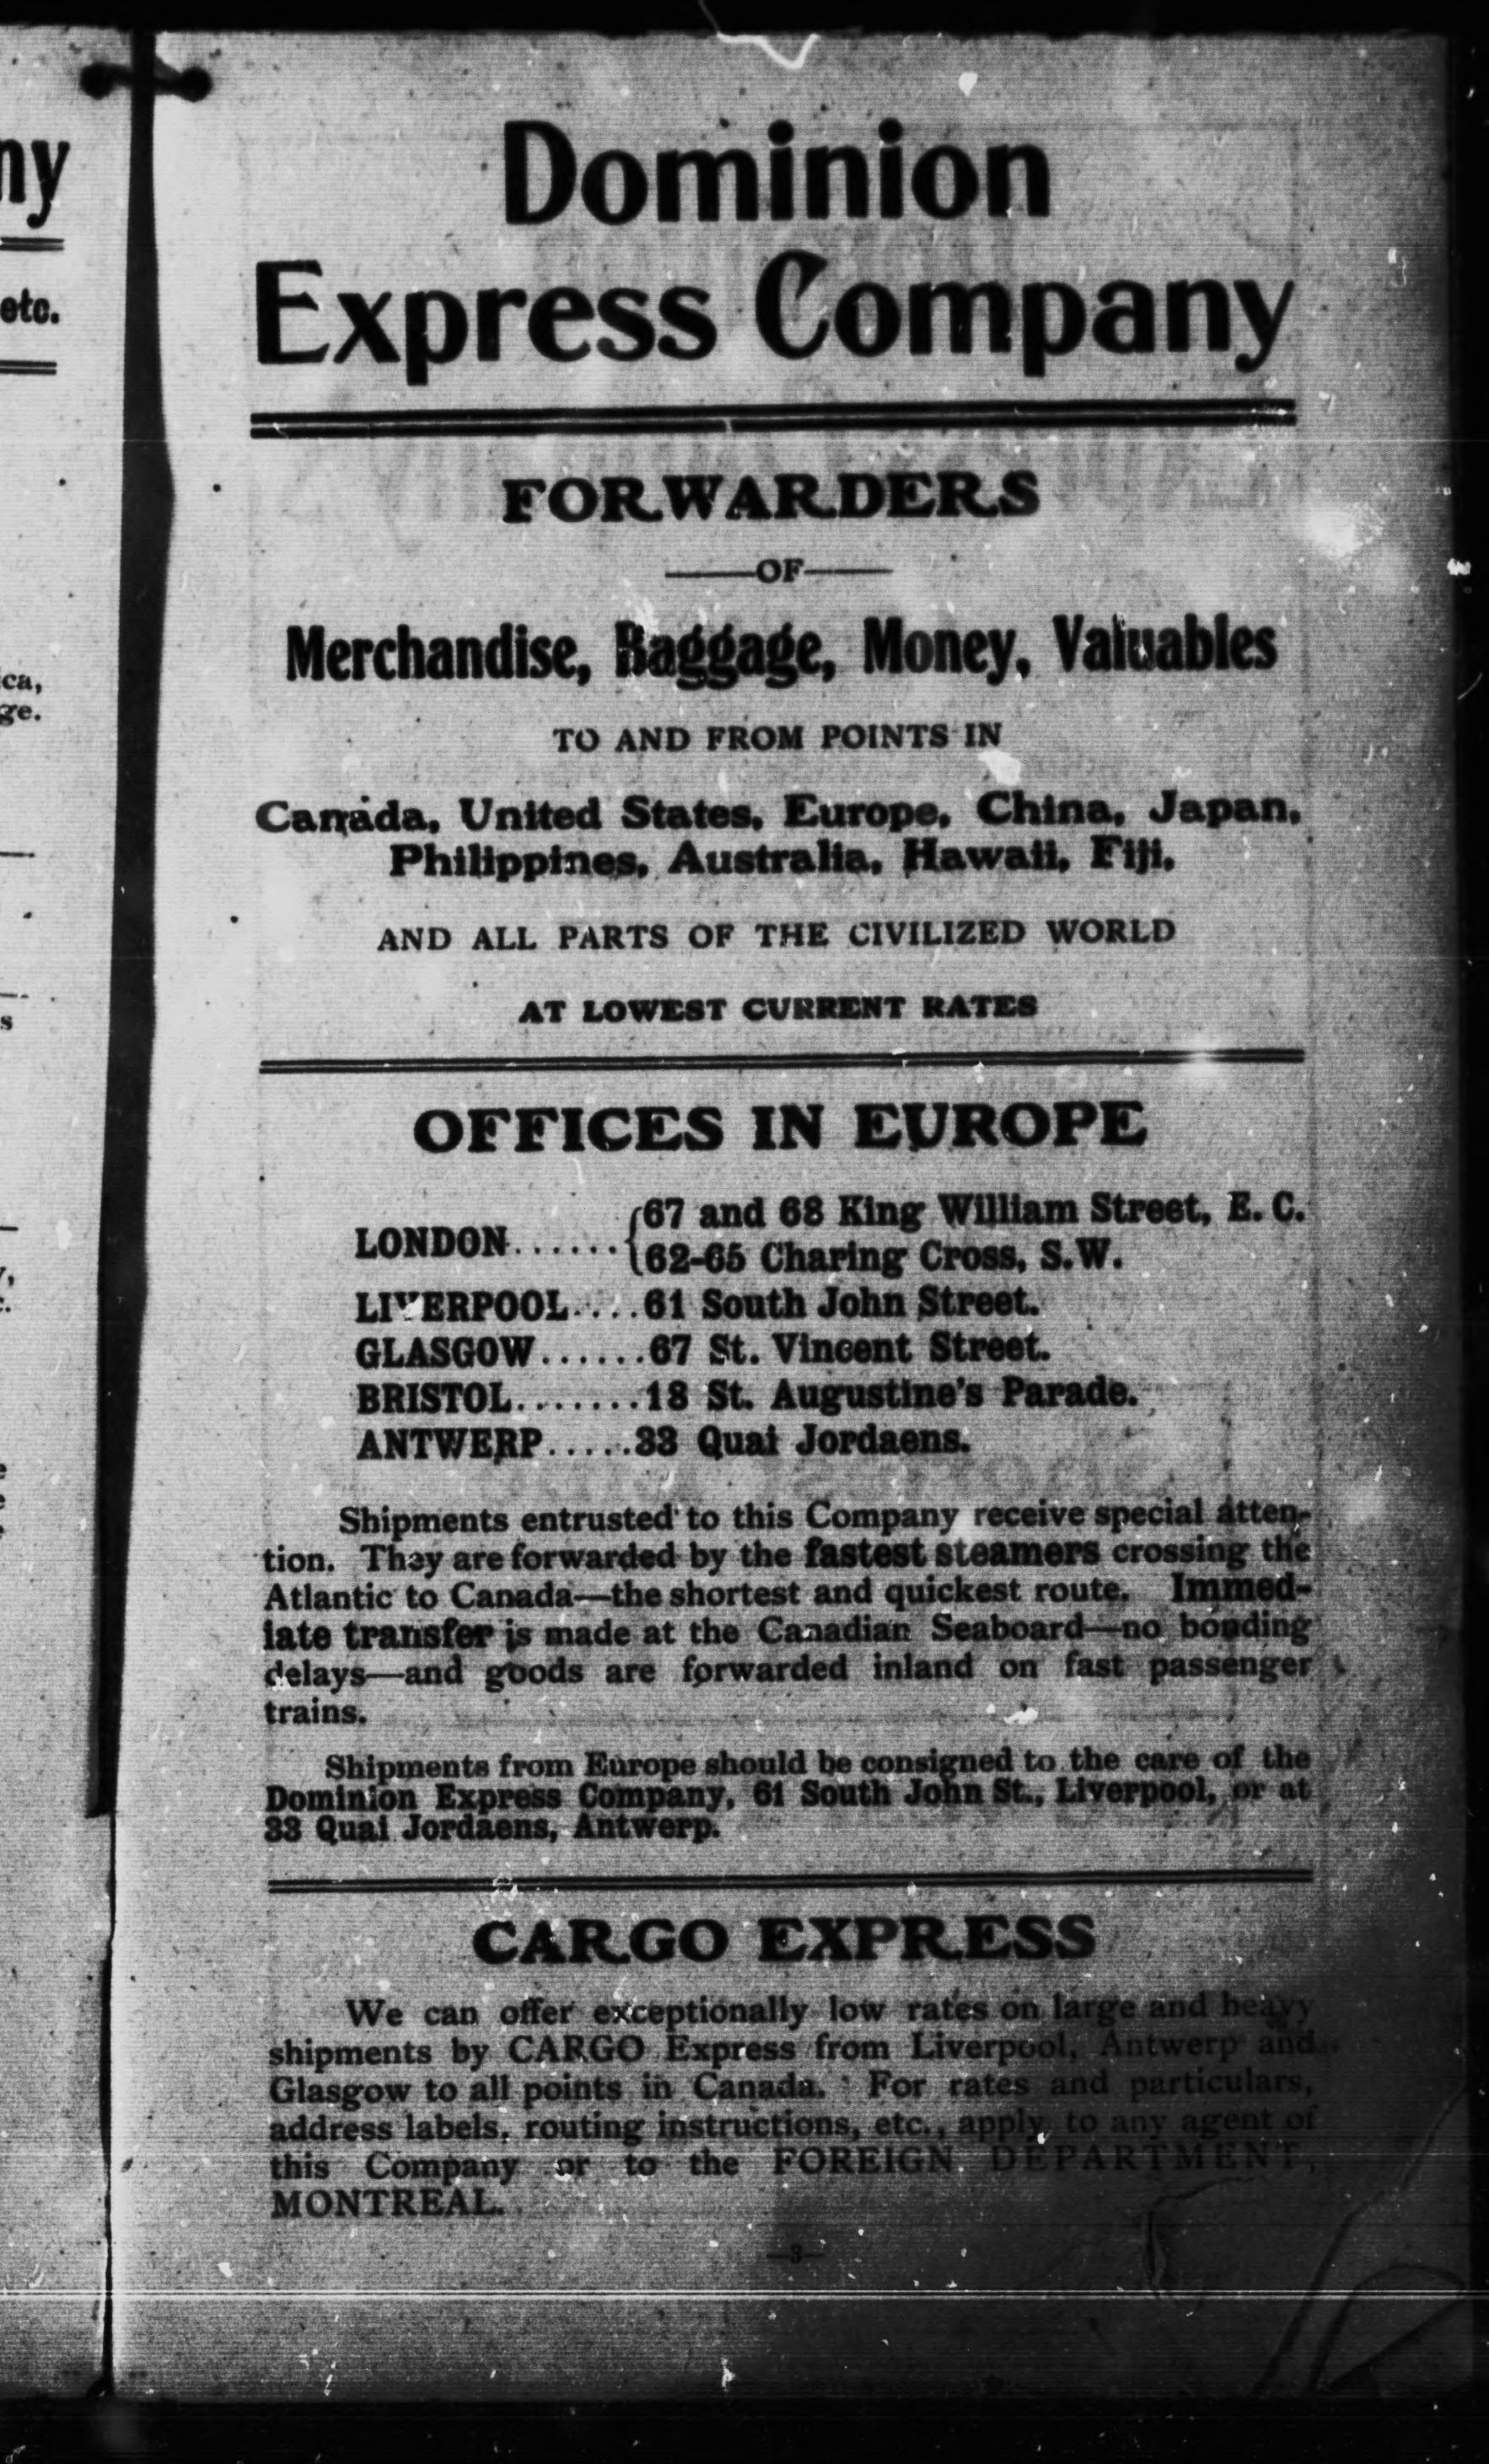 Dominion
Express Company
FORWARDERS
—OF—
Merchandise, Baggage, Money, Valuables
TO AND FROM POINTS IN
Canada, United States, Europe, China, Japan,
Philippines, Australia, Hawaii, Fiji,
AND ALL PARTS OF THE CIVILIZED WORLD
AT LOWEST CURRENT RATES
OFFICES IN EUROPE
LONDON...... { 67 and 68 King William Street, E. C.
62-65 Charing Cross, S.W.
LIVERPOOL....61 South John Street.
GLASGOW......67 St. Vincent Street.
BRISTOL.......18 St. Augustine's Parade.
ANTWERP.....33 Quai Jordaens.
Shipments entrusted to this Company receive special atten-
tion. They are forwarded by the fastest steamers crossing the
Atlantic to Canada—the shortest and quickest route. Immed-
iate transfer is made at the Canadian Seaboard—no bonding
delays—and goods are forwarded inland on fast passenger
trains.
Shipments from Europe should be consigned to the care of the
Dominion Express Company, 61 South John St., Liverpool, or at
33 Quai Jordaens, Antwerp.
CARGO EXPRESS
We can offer exceptionally low rates on large and heavy
shipments by CARGO Express from Liverpool, Antwerp and
Glasgow to all points in Canada. For rates and particulars,
address labels, routing instructions, etc., apply to any agent of
this Company or to the FOREIGN DEPARTMENT,
MONTREAL.
—3—